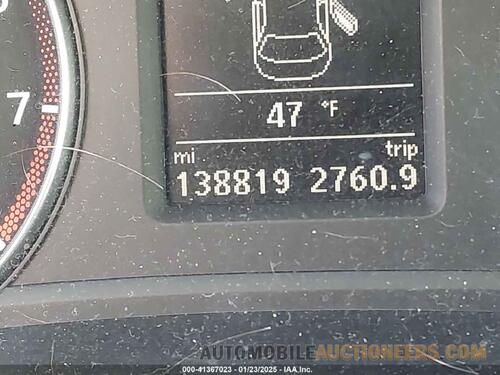 7
47 °F
mi trip
138819 2760.9
AUTOMOBILEAUCTIONEERS.COM
000-41367023 - 01/23/2025 - IAA, Inc.